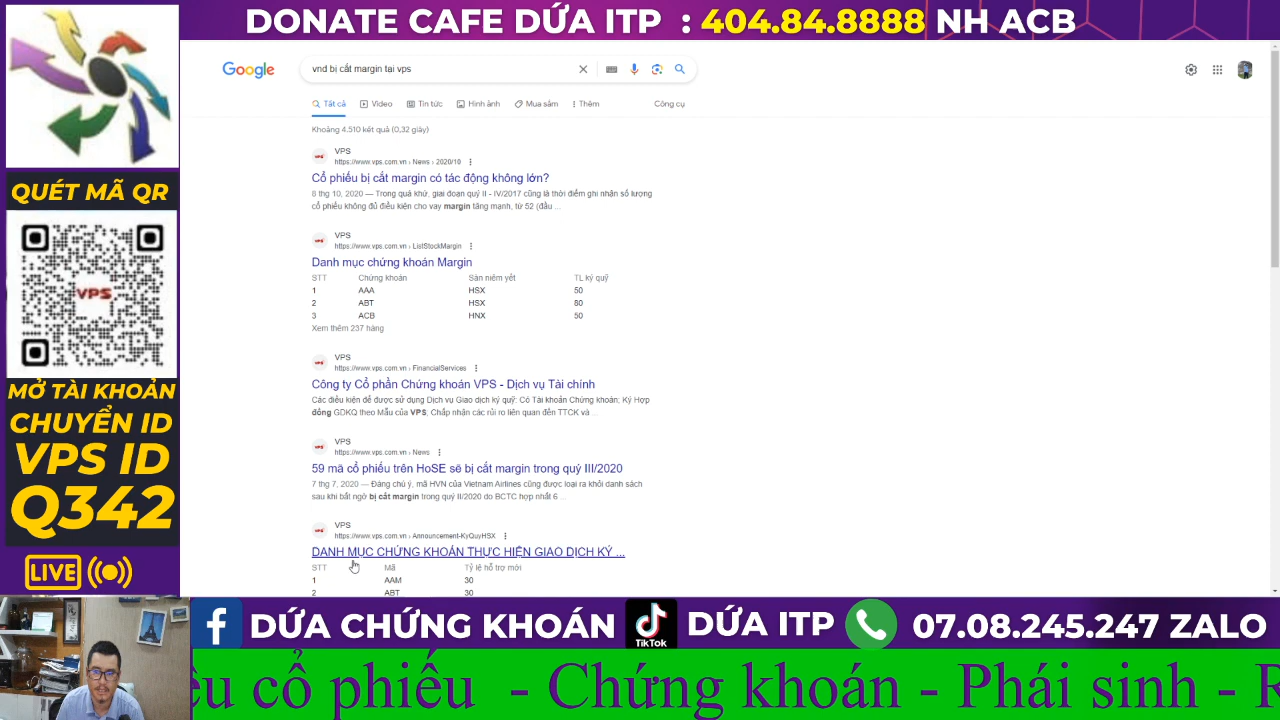 DONATE CAFE DỨA ITP : 404.84.8888 NH ACB
QUÉT MÃ QR
VPS
MỞ TÀI KHOẢN
CHUYỂN ID
VPS ID
Q342
LIVE
Google
vnd bị cắt margin tại vps
Tất cả
Video
Tin tức
Hình ảnh
Mua sắm
Thêm
Công cụ
Khoảng 4.510 kết quả (0,32 giây)
VPS
https://www.vps.com.vn › News › 2020/10
Cổ phiếu bị cắt margin có tác động không lớn?
8 thg 10, 2020 — Trong quá khứ, giai đoạn quý II - IV/2017 cũng là thời điểm ghi nhận số lượng
cổ phiếu không đủ điều kiện cho vay margin tăng mạnh, từ 52 (đầu ...
VPS
https://www.vps.com.vn › ListStockMargin
Danh mục chứng khoán Margin
STT Chứng khoán Sàn niêm yết TL ký quỹ
1 AAA HSX 50
2 ABT HSX 80
3 ACB HNX 50
Xem thêm 237 hàng
VPS
https://www.vps.com.vn › FinancialServices
Công ty Cổ phần Chứng khoán VPS - Dịch vụ Tài chính
Các điều kiện để được sử dụng Dịch vụ Giao dịch ký quỹ: Có Tài khoản Chứng khoán; Ký Hợp
đồng GDKQ theo Mẫu của VPS, Chấp nhận các rủi ro liên quan đến TTCK và ...
VPS
https://www.vps.com.vn › News
59 mã cổ phiếu trên HoSE sẽ bị cắt margin trong quý III/2020
7 thg 7, 2020 — Đáng chú ý, mã HVN của Vietnam Airlines cũng được loại ra khỏi danh sách
sau khi bất ngờ bị cắt margin trong quý II/2020 do BCTC hợp nhất 6 ...
VPS
https://www.vps.com.vn › Announcement-KyQuyHSX
DANH MỤC CHỨNG KHOÁN THỰC HIỆN GIAO DỊCH KÝ ...
STT Mã Tỷ lệ hỗ trợ mới
1 AAM 30
2 ABT 30
DỨA CHỨNG KHOÁN
TikTok
DỨA ITP
07.08.245.247 ZALO
cổ phiếu - Chứng khoán - Phái sinh -